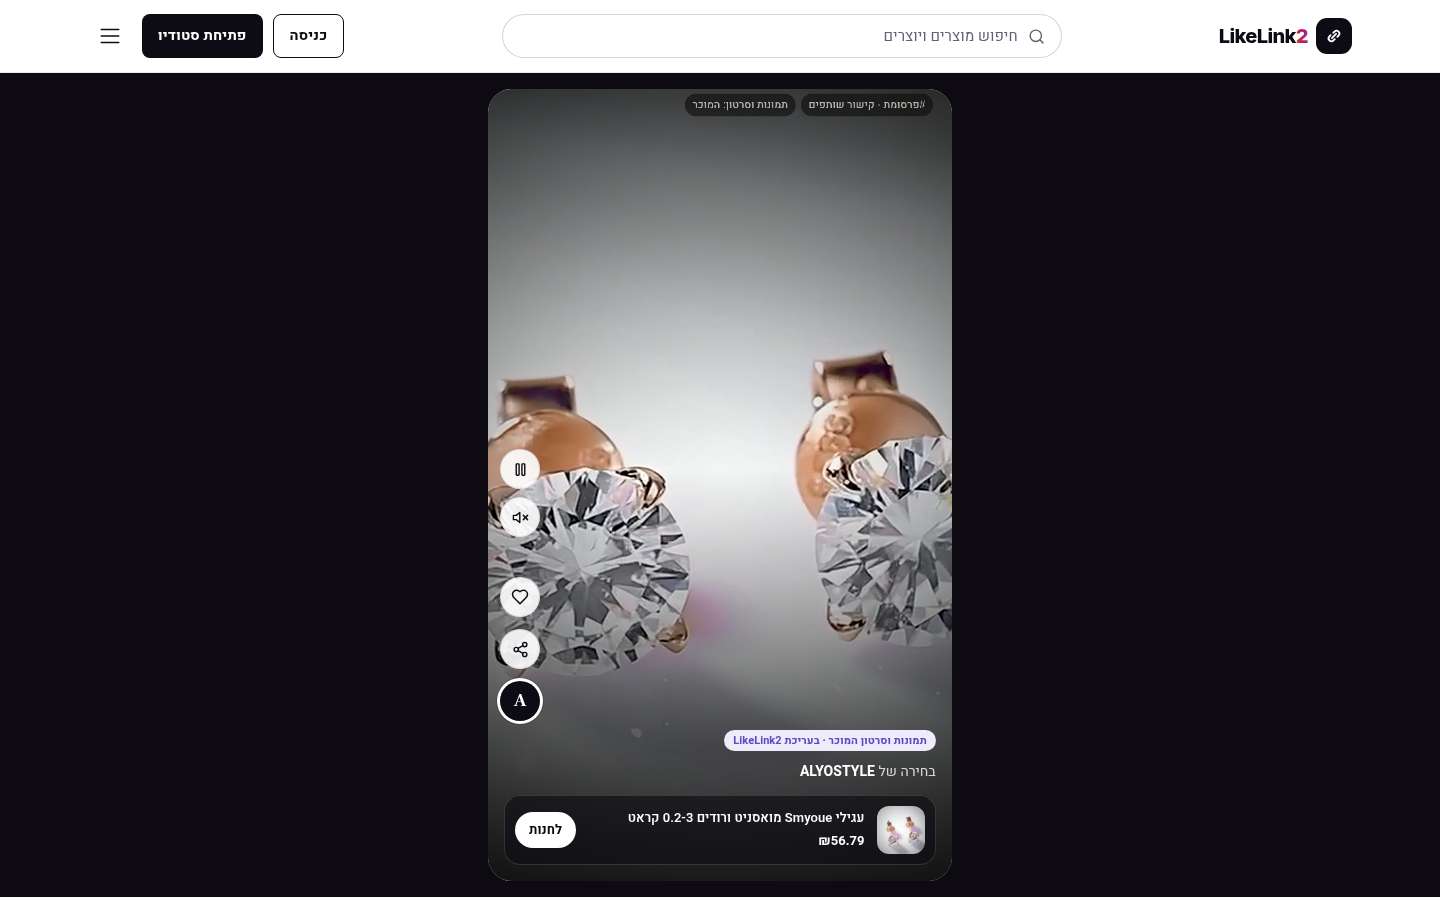 LikeLink2
חיפוש מוצרים ויוצרים
כניסה
פתיחת סטודיו
#פרסומת · קישור שותפים
תמונות וסרטון: המוכר
A
תמונות וסרטון המוכר · בעריכת LikeLink2
בחירה של ALYOSTYLE
עגילי Smyoue מואסניט ורודים 0.2-3 קראט
₪56.79
לחנות